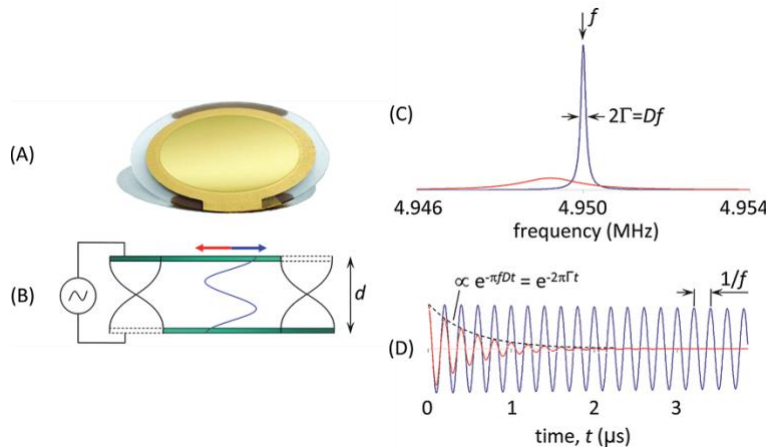 (A)
(B)
d
(C)
f
2Γ=Df
4.946
4.950
4.954
frequency (MHz)
(D)
∝ e^-πfDt = e^-2πΓt
1/f
0
1
2
3
time, t (μs)